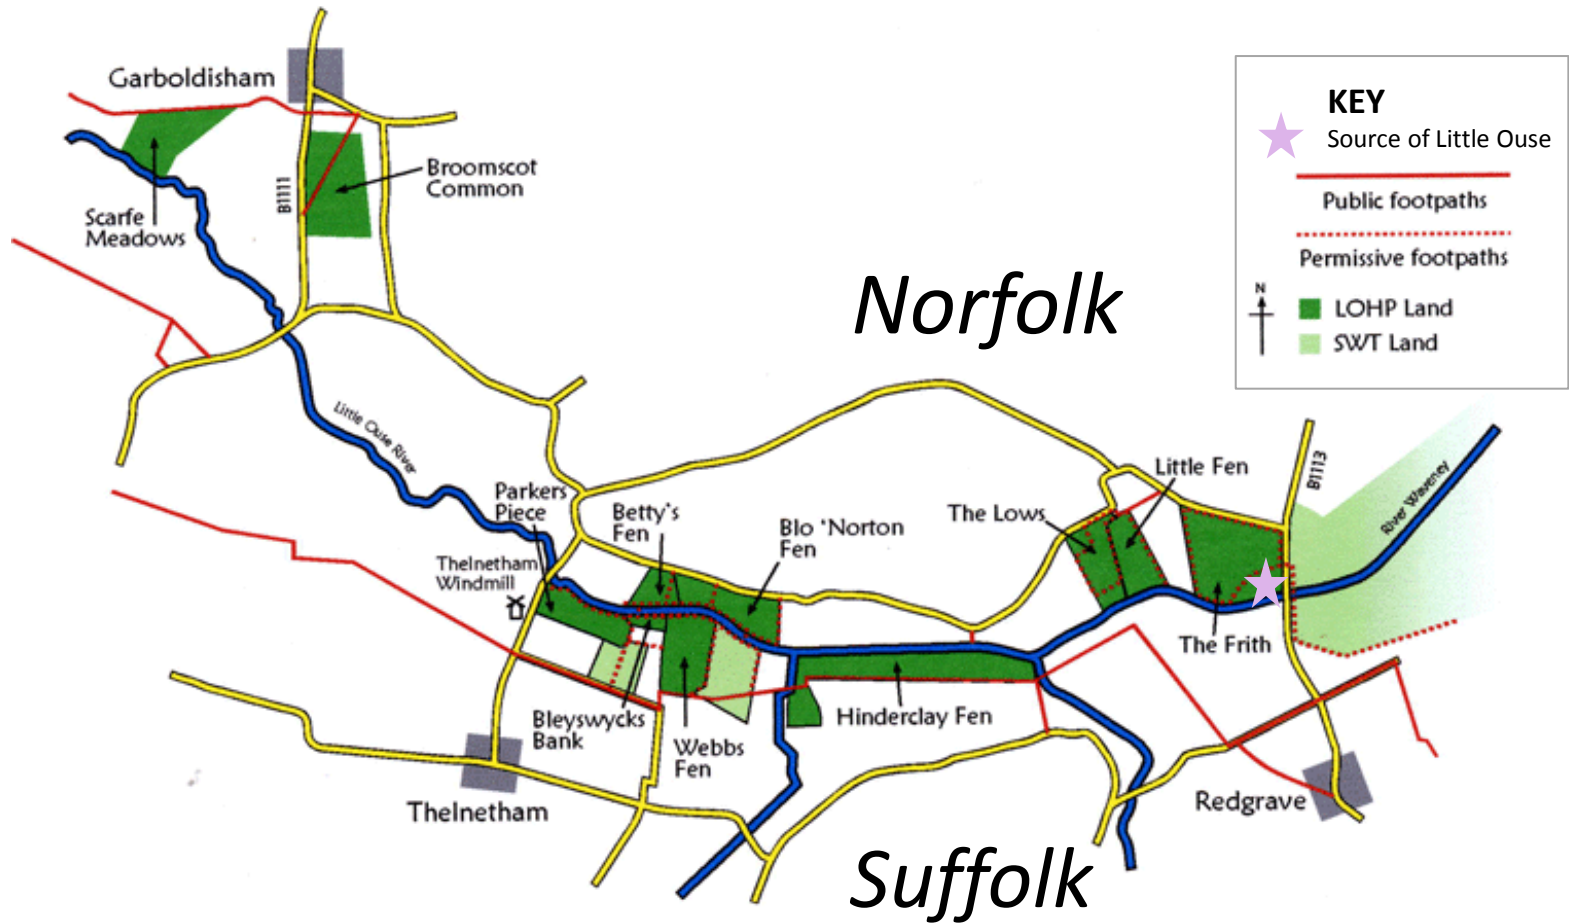 Garboldisham
B1111
Broomscot
Common
Scarfe
Meadows
KEY
Source of Little Ouse
Public footpaths
Permissive footpaths
N
LOHP Land
SWT Land
Norfolk
Little Ouse River
Parkers
Piece
Betty's
Fen
Blo 'Norton
Fen
The Lows
Little Fen
B1113
River Waveney
Thelnetham
Windmill
The Frith
Bleyswycks
Bank
Webbs
Fen
Hinderclay Fen
Thelnetham
Redgrave
Suffolk